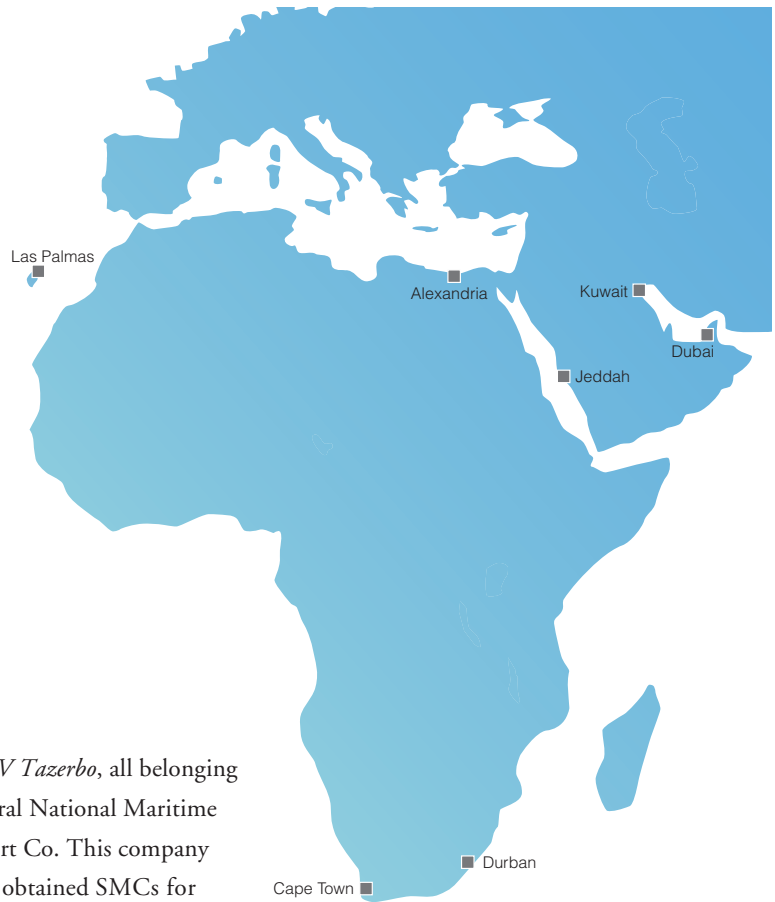 Las Palmas
Alexandria
Kuwait
Dubai
Jeddah
V Tazerbo, all belonging
ral National Maritime
rt Co. This company
obtained SMCs for
Durban
Cape Town